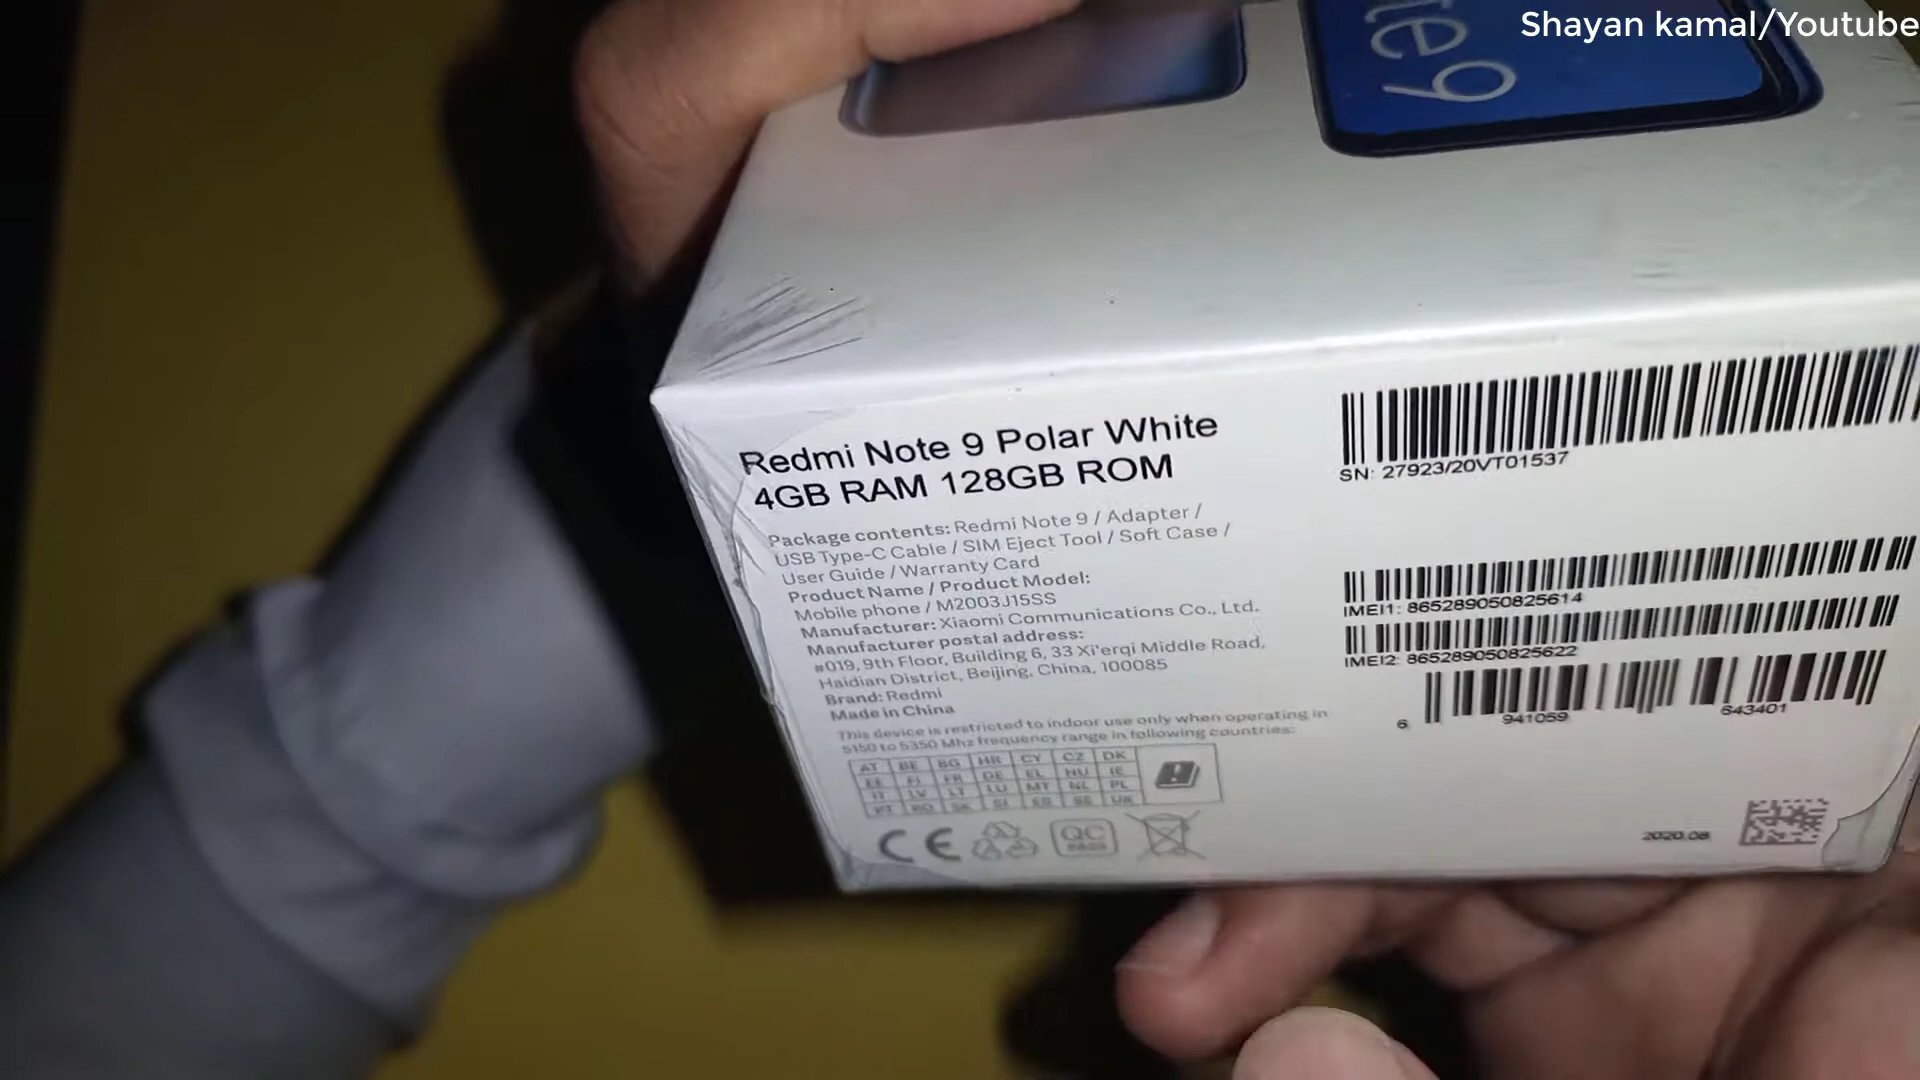 Shayan kamal/Youtube
te 9
Redmi Note 9 Polar White
4GB RAM 128GB ROM
Package contents: Redmi Note 9 / Adapter /
USB Type-C Cable / SIM Eject Tool / Soft Case /
User Guide / Warranty Card
Product Name / Product Model:
Mobile phone / M2003J15SS
Manufacturer: Xiaomi Communications Co., Ltd.
Manufacturer postal address:
#019, 9th Floor, Building 6, 33 Xi'erqi Middle Road,
Haidian District, Beijing, China, 100085
Brand: Redmi
Made in China
This device is restricted to indoor use only when operating in
5150 to 5350 Mhz frequency range in following countries:
AT BE BG HR CY CZ DK
EE FI FR DE EL HU IE
IT LV LT LU MT NL PL
PT RO SK SI ES SE UK
CE
QC
PASS
SN: 27923/20VT01537
IMEI1: 865289050825614
IMEI2: 865289050825622
6 941059 643401
2020.08